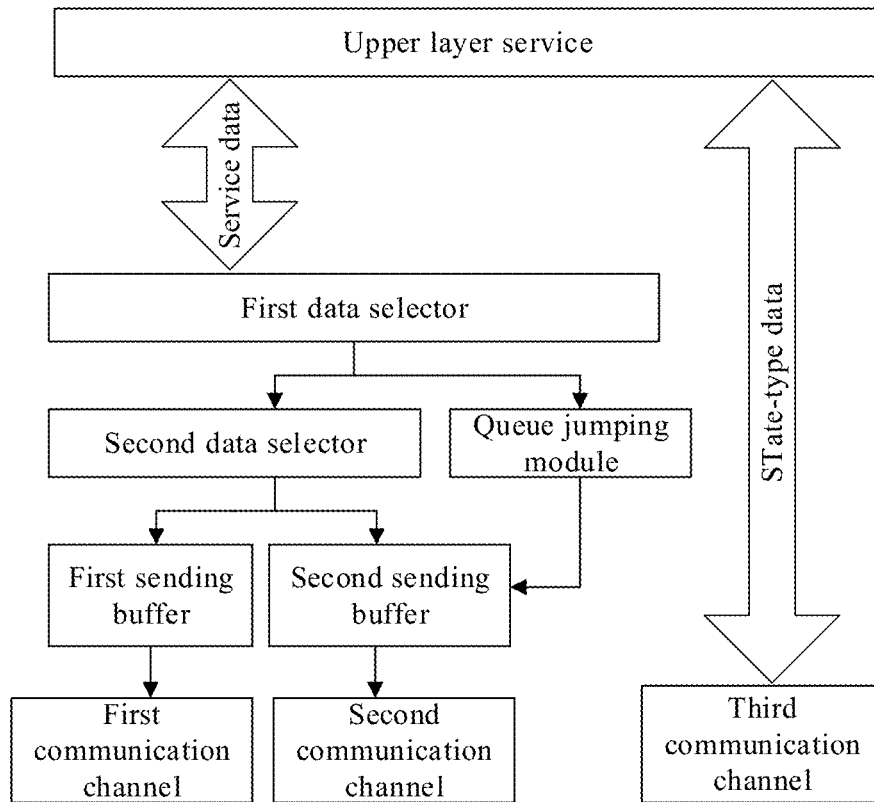 Upper layer service
Service data
STate-type data
First data selector
Second data selector
Queue jumping
module
First sending
buffer
Second sending
buffer
First
communication
channel
Second
communication
channel
Third
communication
channel